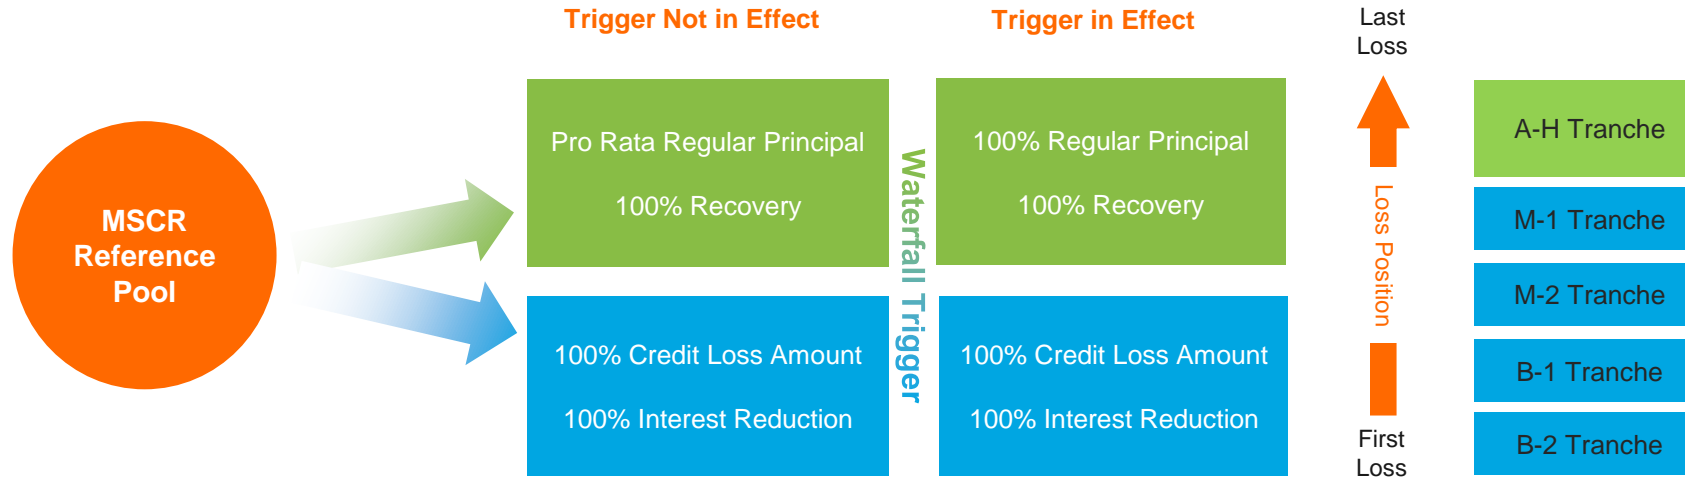 Trigger Not in Effect
Trigger in Effect
Last
Loss
MSCR
Reference
Pool
Pro Rata Regular Principal
100% Recovery
100% Credit Loss Amount
100% Interest Reduction
Waterfall Trigger
100% Regular Principal
100% Recovery
100% Credit Loss Amount
100% Interest Reduction
Loss Position
First
Loss
A-H Tranche
M-1 Tranche
M-2 Tranche
B-1 Tranche
B-2 Tranche